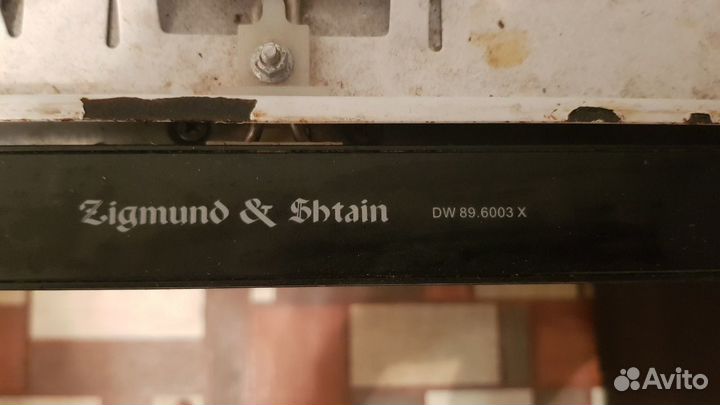 Zigmund & Shtain DW 89.6003 X
Avito